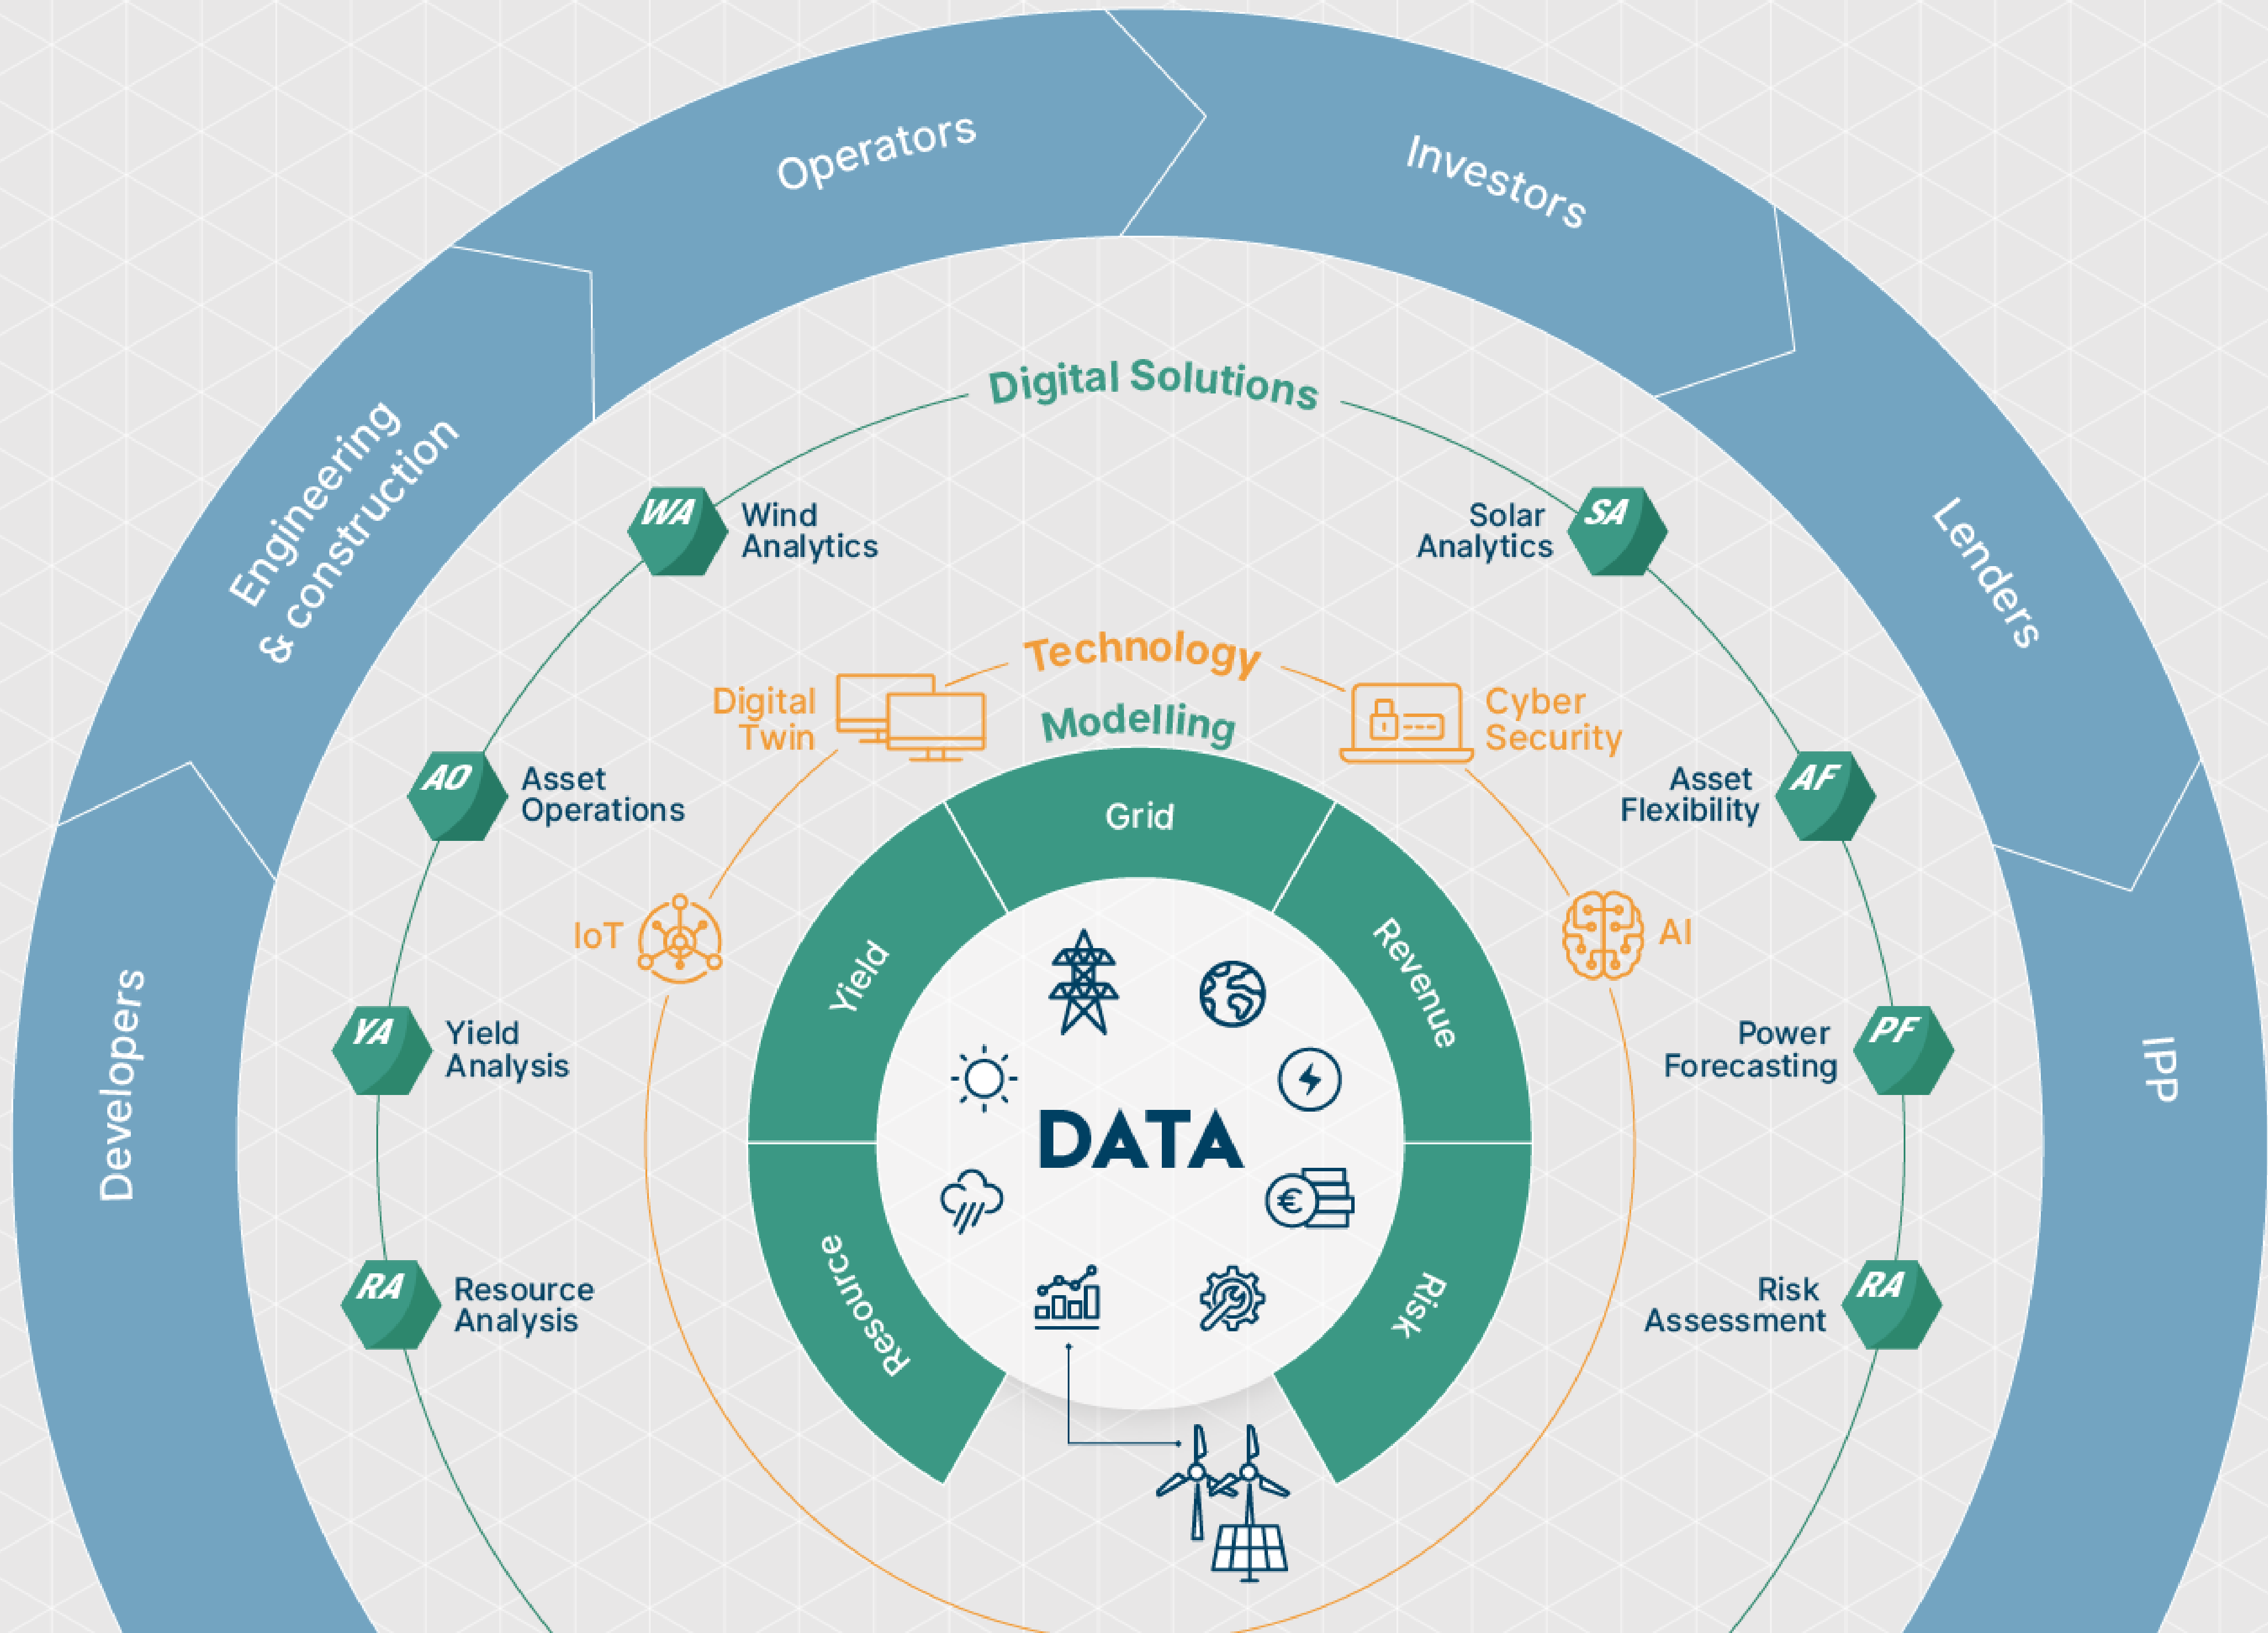 Operators
Investors
Engineering
& construction
Lenders
Developers
IPP
Digital Solutions
WA
Wind
Analytics
Solar
Analytics
SA
Technology
Digital
Twin
Cyber
Security
Modelling
AO
Asset
Operations
Asset
Flexibility
AF
IoT
AI
Grid
Yield
Revenue
Resource
Risk
DATA
€
YA
Yield
Analysis
Power
Forecasting
PF
RA
Resource
Analysis
Risk
Assessment
RA